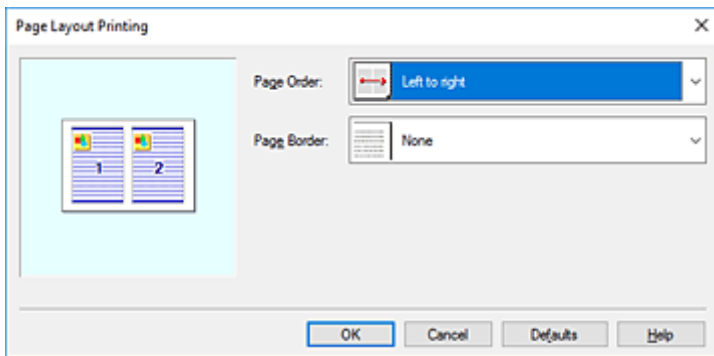 Page Layout Printing
Page Order: Left to right
1 2
Page Border: None
OK Cancel Defaults Help